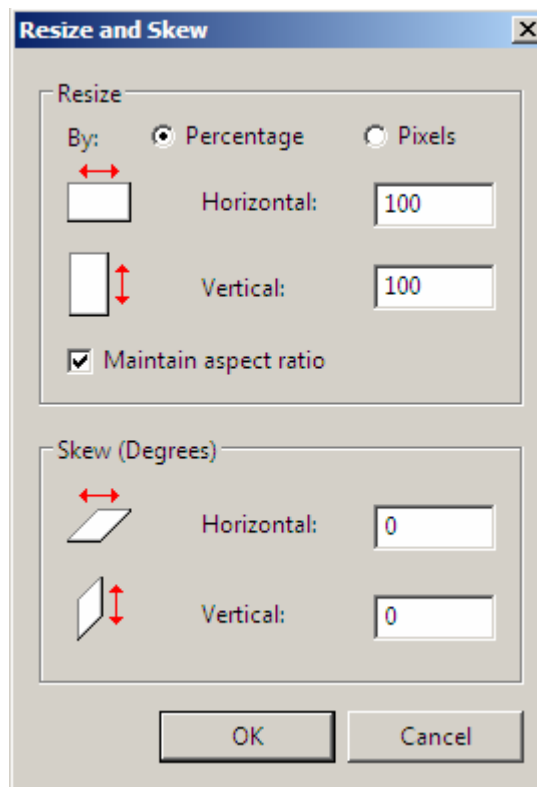 Resize and Skew
Resize
By: Percentage Pixels
Horizontal: 100
Vertical: 100
Maintain aspect ratio
Skew (Degrees)
Horizontal: 0
Vertical: 0
OK Cancel